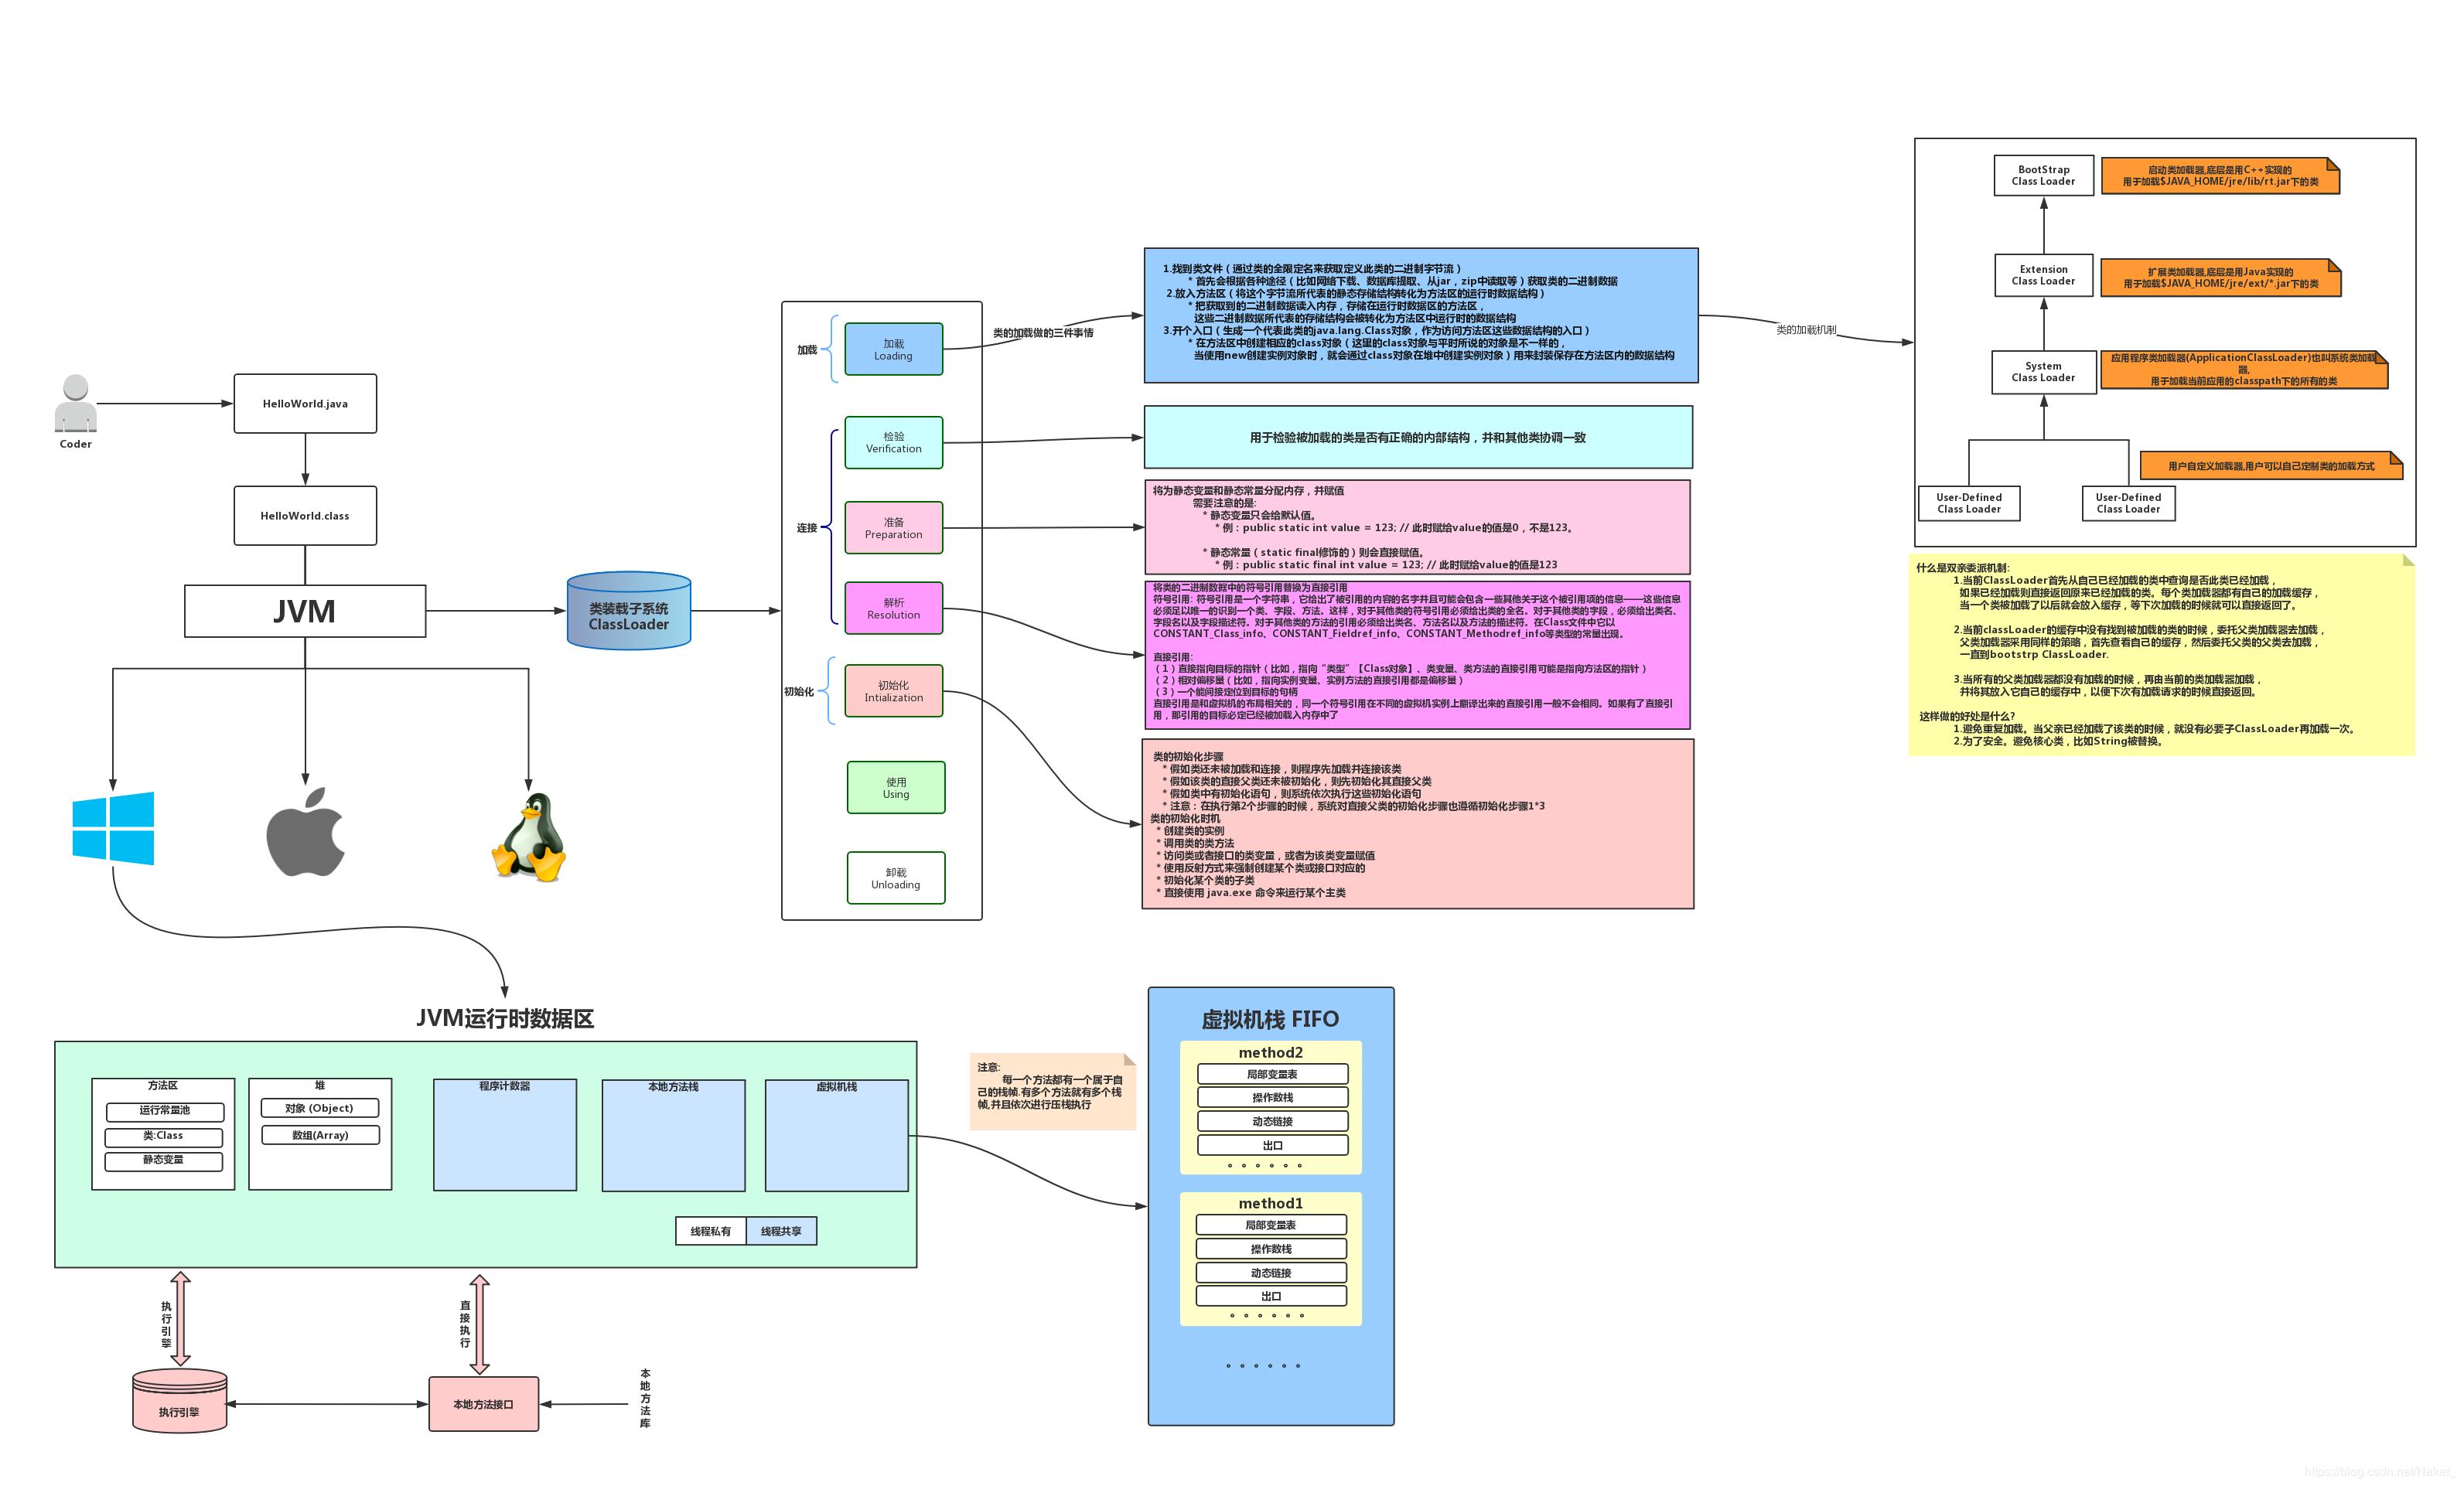 Coder
HelloWorld.java
HelloWorld.class
JVM
类装载子系统
ClassLoader
加载
加载
Loading
检验
Verification
连接
准备
Preparation
解析
Resolution
初始化
初始化
Intialization
使用
Using
卸载
Unloading
类的加载做的三件事情
1.找到类文件（通过类的全限定名来获取定义此类的二进制字节流）
* 首先会根据各种途径（比如网络下载、数据库提取、从jar，zip中读取等）获取类的二进制数据
2.放入方法区（将这个字节流所代表的静态存储结构转化为方法区的运行时数据结构）
* 把获取到的二进制数据读入内存，存储在运行时数据区的方法区，
这些二进制数据所代表的存储结构会被转化为方法区中运行时的数据结构
3.开个入口（生成一个代表此类的java.lang.Class对象，作为访问方法区这些数据结构的入口）
* 在方法区中创建相应的class对象（这里的class对象与平时所说的对象是不一样的，
当使用new创建实例对象时，就会通过class对象在堆中创建实例对象）用来封装保存在方法区内的数据结构
用于检验被加载的类是否有正确的内部结构，并和其他类协调一致
将为静态变量和静态常量分配内存，并赋值
需要注意的是:
* 静态变量只会给默认值。
* 例：public static int value = 123; // 此时赋给value的值是0，不是123。
* 静态常量（static final修饰的）则会直接赋值。
* 例：public static final int value = 123; // 此时赋给value的值是123
将类的二进制数据中的符号引用替换为直接引用
符号引用: 符号引用是一个字符串，它给出了被引用的内容的名字并且可能会包含一些其他关于这个被引用项的信息——这些信息
必须足以唯一的识别一个类、字段、方法。这样，对于其他类的符号引用必须给出类的全名。对于其他类的字段，必须给出类名、
字段名以及字段描述符。对于其他类的方法的引用必须给出类名、方法名以及方法的描述符。在Class文件中它以
CONSTANT_Class_info、CONSTANT_Fieldref_info、CONSTANT_Methodref_info等类型的常量出现。
直接引用:
（1）直接指向目标的指针（比如，指向“类型”【Class对象】、类变量、类方法的直接引用可能是指向方法区的指针）
（2）相对偏移量（比如，指向实例变量、实例方法的直接引用都是偏移量）
（3）一个能间接定位到目标的句柄
直接引用是和虚拟机的布局相关的，同一个符号引用在不同的虚拟机实例上翻译出来的直接引用一般不会相同。如果有了直接引
用，那引用的目标必定已经被加载入内存中了
类的初始化步骤
* 假如类还未被加载和连接，则程序先加载并连接该类
* 假如该类的直接父类还未被初始化，则先初始化其直接父类
* 假如类中有初始化语句，则系统依次执行这些初始化语句
* 注意：在执行第2个步骤的时候，系统对直接父类的初始化步骤也遵循初始化步骤1*3
类的初始化时机
* 创建类的实例
* 调用类的类方法
* 访问类或者接口的类变量，或者为该类变量赋值
* 使用反射方式来强制创建某个类或接口对应的
* 初始化某个类的子类
* 直接使用 java.exe 命令来运行某个主类
类的加载机制
BootStrap
Class Loader
启动类加载器,底层是用C++实现的
用于加载$JAVA_HOME/jre/lib/rt.jar下的类
Extension
Class Loader
扩展类加载器,底层是用Java实现的
用于加载$JAVA_HOME/jre/ext/*.jar下的类
System
Class Loader
应用程序类加载器(ApplicationClassLoader)也叫系统类加载
器,
用于加载当前应用的classpath下的所有的类
用户自定义加载器,用户可以自己定制类的加载方式
User-Defined
Class Loader
User-Defined
Class Loader
什么是双亲委派机制:
1.当前ClassLoader首先从自己已经加载的类中查询是否此类已经加载，
如果已经加载则直接返回原来已经加载的类。每个类加载器都有自己的加载缓存，
当一个类被加载了以后就会放入缓存，等下次加载的时候就可以直接返回了。
2.当前classLoader的缓存中没有找到被加载的类的时候，委托父类加载器去加载，
父类加载器采用同样的策略，首先查看自己的缓存，然后委托父类的父类去加载，
一直到bootstrp ClassLoader.
3.当所有的父类加载器都没有加载的时候，再由当前的类加载器加载，
并将其放入它自己的缓存中，以便下次有加载请求的时候直接返回。
这样做的好处是什么?
1.避免重复加载。当父亲已经加载了该类的时候，就没有必要子ClassLoader再加载一次。
2.为了安全。避免核心类，比如String被替换。
JVM运行时数据区
方法区
运行常量池
类:Class
静态变量
堆
对象 (Object)
数组(Array)
程序计数器
本地方法栈
虚拟机栈
线程私有
线程共享
执行引擎
直接执行
执行引擎
本地方法接口
本地方法库
注意:
每一个方法都有一个属于自
己的栈帧.有多个方法就有多个栈
帧,并且依次进行压栈执行
虚拟机栈 FIFO
method2
局部变量表
操作数栈
动态链接
出口
。。。。。。
method1
局部变量表
操作数栈
动态链接
出口
。。。。。。
。。。。。。
https://blog.csdn.net/Naker_